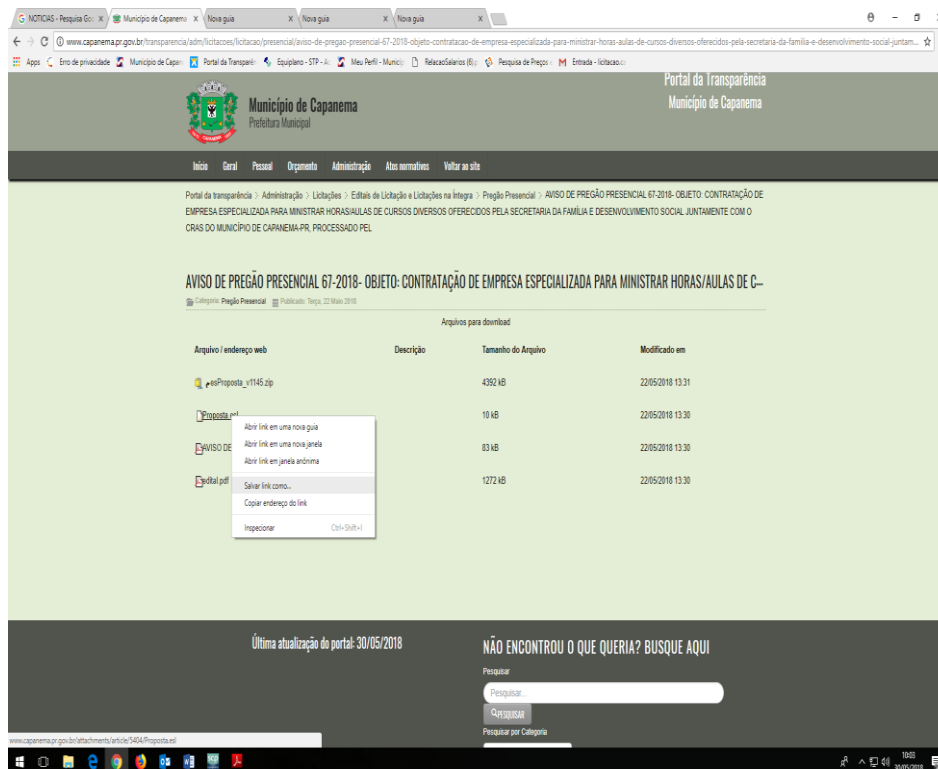 NOTICIAS - Pesquisa Goo Município de Capanema Nova guia Nova guia Nova guia
www.capanema.pr.gov.br/transparencia/adm/licitacoes/licitacao/presencial/aviso-de-pregao-presencial-67-2018-objeto-contratacao-de-empresa-especializada-para-ministrar-horas-aulas-de-cursos-diversos-oferecidos-pela-secretaria-da-familia-e-desenvolvimento-social-juntam...
Apps Erro de privacidade Município de Capan Portal da Transparên Equiplano - STP - Ac Meu Perfil - Municíp RelacaoSalarios (6).p Pesquisa de Preços Entrada - licitacao.c
Portal da Transparência
Município de Capanema
Município de Capanema
Prefeitura Municipal
Início Geral Pessoal Orçamento Administração Atos normativos Voltar ao site
Portal da transparência > Administração > Licitações > Editais de Licitação e Licitações na Íntegra > Pregão Presencial > AVISO DE PREGÃO PRESENCIAL 67-2018- OBJETO: CONTRATAÇÃO DE
EMPRESA ESPECIALIZADA PARA MINISTRAR HORAS/AULAS DE CURSOS DIVERSOS OFERECIDOS PELA SECRETARIA DA FAMÍLIA E DESENVOLVIMENTO SOCIAL JUNTAMENTE COM O
CRAS DO MUNICÍPIO DE CAPANEMA-PR, PROCESSADO PEL
AVISO DE PREGÃO PRESENCIAL 67-2018- OBJETO: CONTRATAÇÃO DE EMPRESA ESPECIALIZADA PARA MINISTRAR HORAS/AULAS DE C...
Categoria: Pregão Presencial Publicado: Terça, 22 Maio 2018
Arquivos para download
Arquivo / endereço web Descrição Tamanho do Arquivo Modificado em
esProposta_v1145.zip 4392 kB 22/05/2018 13:31
Proposta.esl 10 kB 22/05/2018 13:30
AVISO DE 83 kB 22/05/2018 13:30
edital.pdf 1272 kB 22/05/2018 13:30
Abrir link em uma nova guia
Abrir link em uma nova janela
Abrir link em janela anônima
Salvar link como...
Copiar endereço do link
Inspecionar Ctrl+Shift+I
Última atualização do portal: 30/05/2018
NÃO ENCONTROU O QUE QUERIA? BUSQUE AQUI
Pesquisar
Pesquisar...
PESQUISAR
Pesquisar por Categoria
www.capanema.pr.gov.br/attachments/article/5404/Proposta.esl
10:03
30/05/2018